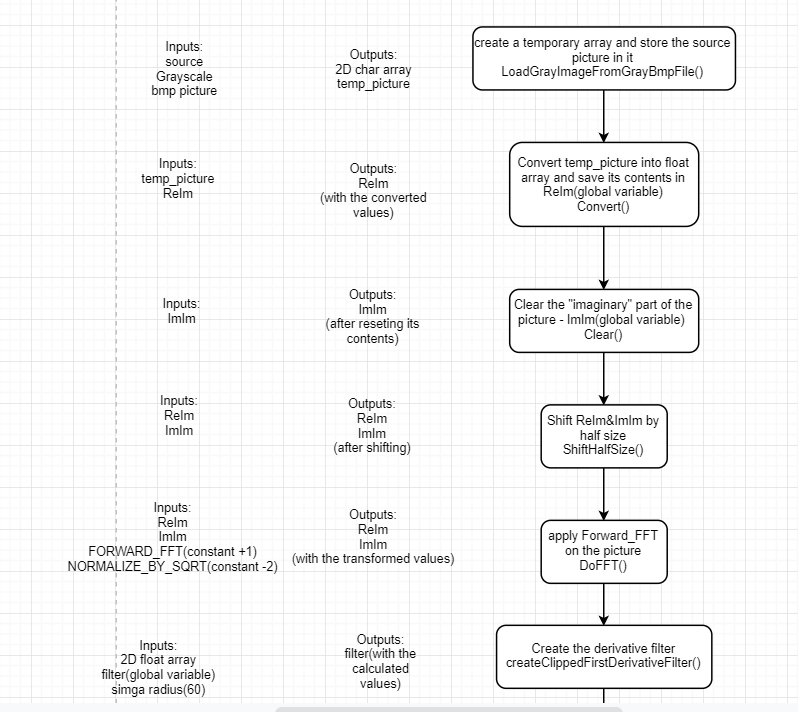 Inputs:
source
Grayscale
bmp picture
Outputs:
2D char array
temp_picture
create a temporary array and store the source
picture in it
LoadGrayImageFromGrayBmpFile()
Inputs:
temp_picture
ReIm
Outputs:
ReIm
(with the converted
values)
Convert temp_picture into float
array and save its contents in
ReIm(global variable)
Convert()
Inputs:
ImIm
Outputs:
ImIm
(after reseting its
contents)
Clear the "imaginary" part of the
picture - ImIm(global variable)
Clear()
Inputs:
ReIm
ImIm
Outputs:
ReIm
ImIm
(after shifting)
Shift ReIm&ImIm by
half size
ShiftHalfSize()
Inputs:
ReIm
ImIm
FORWARD_FFT(constant +1)
NORMALIZE_BY_SQRT(constant -2)
Outputs:
ReIm
ImIm
(with the transformed values)
apply Forward_FFT
on the picture
DoFFT()
Inputs:
2D float array
filter(global variable)
simga radius(60)
Outputs:
filter(with the
calculated
values)
Create the derivative filter
createClippedFirstDerivativeFilter()